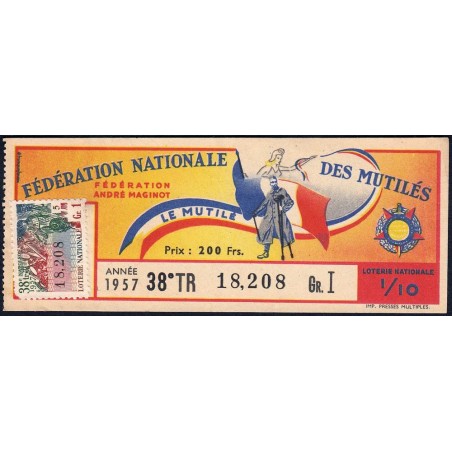 FÉDÉRATION NATIONALE DES MUTILÉS
FÉDÉRATION
ANDRÉ MAGINOT
LE MUTILÉ
Prix : 200 Frs.
ANNÉE
1957 38e TR 18,208 GR. I
LOTERIE NATIONALE
1/10
IMP. PRESSES MULTIPLES.
18.208
LOTERIE NATIONALE
Gr. 1